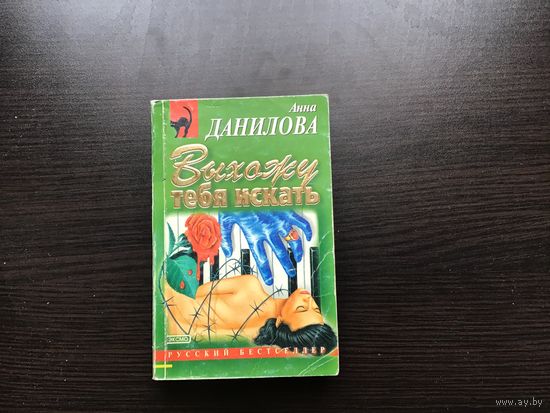 Анна
ДАНИЛОВА
Выхожу
тебя искать
ЭКСМО
РУССКИЙ БЕСТСЕЛЛЕР
www.ay.by